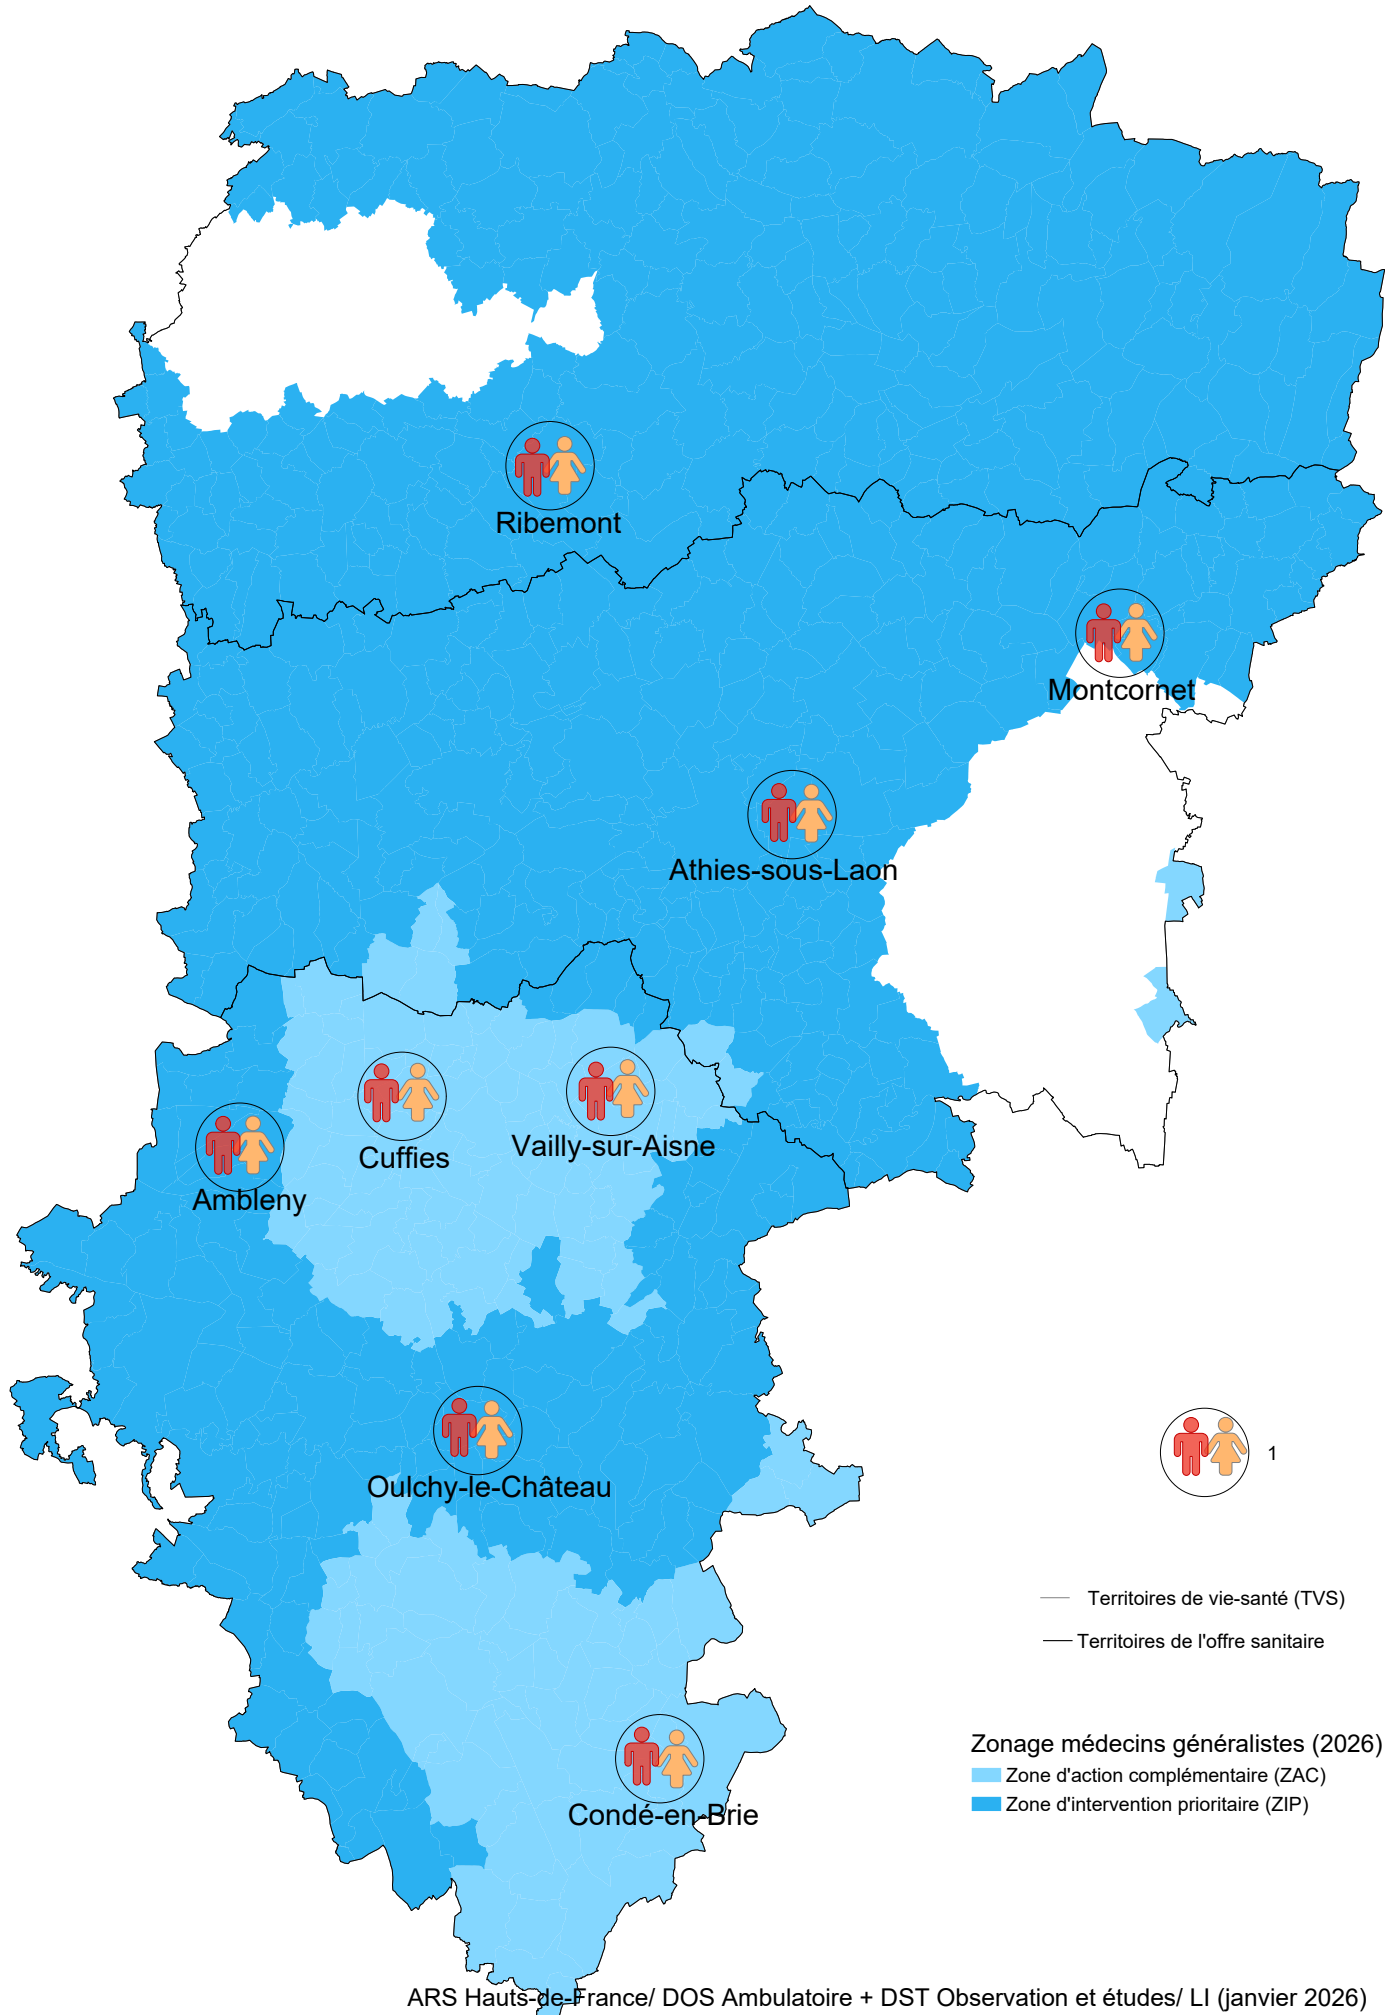 Ribemont
Montcornet
Athies-sous-Laon
Cuffies
Vailly-sur-Aisne
Ambleny
Oulchy-le-Château
1
Territoires de vie-santé (TVS)
Territoires de l'offre sanitaire
Zonage médecins généralistes (2026)
Zone d'action complémentaire (ZAC)
Zone d'intervention prioritaire (ZIP)
Condé-en-Brie
ARS Hauts-de-France/ DOS Ambulatoire + DST Observation et études/ LI (janvier 2026)